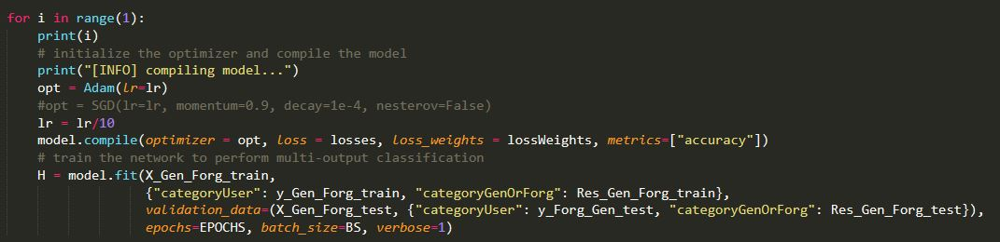 for i in range(1):
    print(i)
    # initialize the optimizer and compile the model
    print("[INFO] compiling model...")
    opt = Adam(lr=lr)
    #opt = SGD(lr=lr, momentum=0.9, decay=1e-4, nesterov=False)
    lr = lr/10
    model.compile(optimizer = opt, loss = losses, loss_weights = lossWeights, metrics=["accuracy"])
    # train the network to perform multi-output classification
    H = model.fit(X_Gen_Forg_train,
                  {"categoryUser": y_Gen_Forg_train, "categoryGenOrForg": Res_Gen_Forg_train},
                  validation_data=(X_Gen_Forg_test, {"categoryUser": y_Forg_Gen_test, "categoryGenOrForg": Res_Gen_Forg_test}),
                  epochs=EPOCHS, batch_size=BS, verbose=1)